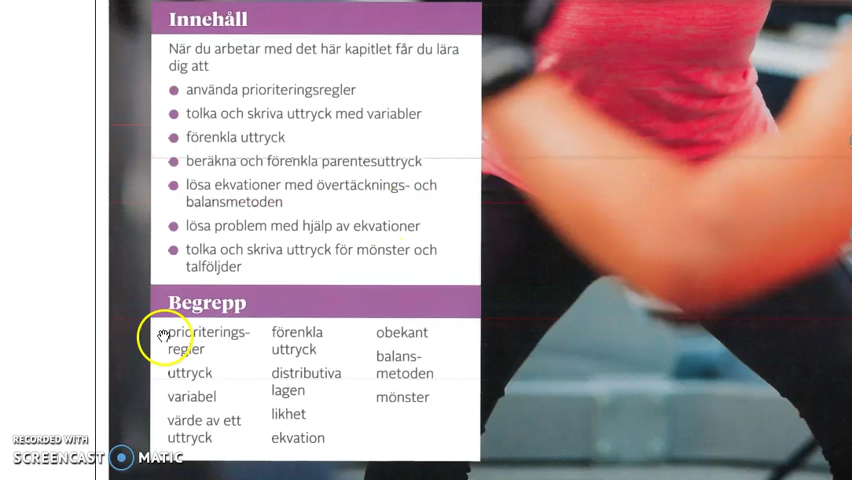 Innehåll
När du arbetar med det här kapitlet får du lära
dig att
använda prioriteringsregler
tolka och skriva uttryck med variabler
förenkla uttryck
beräkna och förenkla parentesuttryck
lösa ekvationer med övertäcknings- och
balansmetoden
lösa problem med hjälp av ekvationer
tolka och skriva uttryck för mönster och
talföljder
Begrepp
prioriterings-
regler
uttryck
variabel
värde av ett
uttryck
förenkla
uttryck
distributiva
lagen
likhet
ekvation
obekant
balans-
metoden
mönster
RECORDED WITH
SCREENCAST MATIC